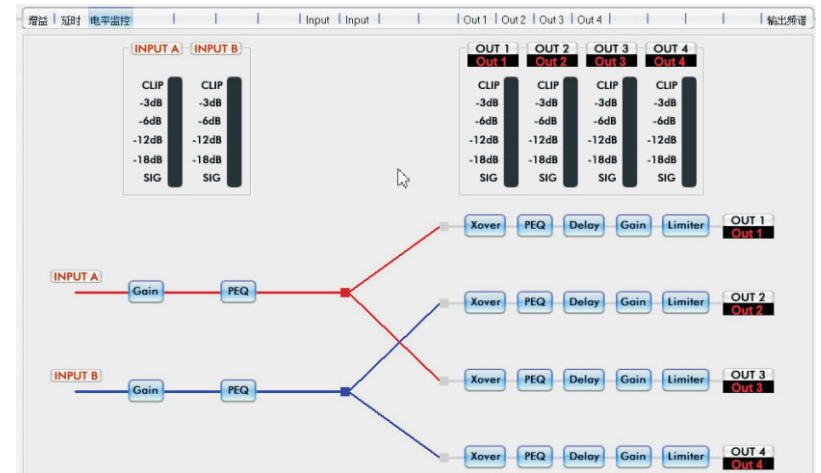 增益 延时 电平监控 Input Input Out 1 Out 2 Out 3 Out 4 输出频谱
INPUT A INPUT B OUT 1 OUT 2 OUT 3 OUT 4
Out 1 Out 2 Out 3 Out 4
CLIP CLIP CLIP CLIP CLIP CLIP
-3dB -3dB -3dB -3dB -3dB -3dB
-6dB -6dB -6dB -6dB -6dB -6dB
-12dB -12dB -12dB -12dB -12dB -12dB
-18dB -18dB -18dB -18dB -18dB -18dB
SIG SIG SIG SIG SIG SIG
Xover PEQ Delay Gain Limiter OUT 1
Out 1
INPUT A
Gain PEQ
Xover PEQ Delay Gain Limiter OUT 2
Out 2
INPUT B
Gain PEQ
Xover PEQ Delay Gain Limiter OUT 3
Out 3
Xover PEQ Delay Gain Limiter OUT 4
Out 4